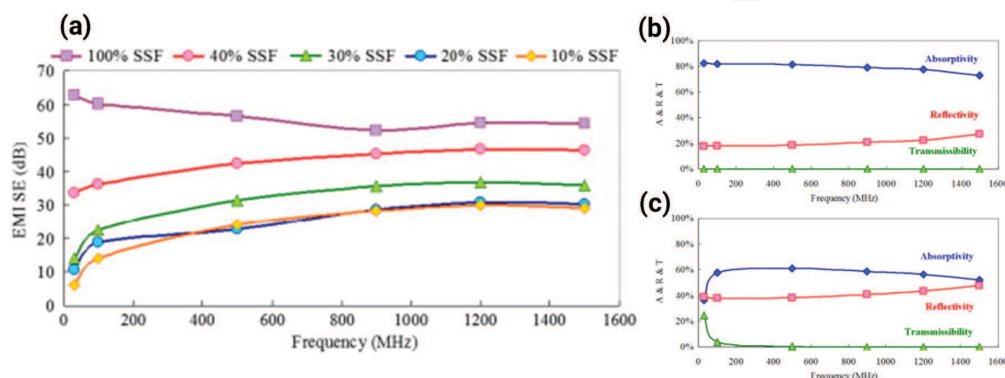 (a)
100% SSF 40% SSF 30% SSF 20% SSF 10% SSF
70
60
50
40
30
20
10
0
EMI SE (dB)
0 200 400 600 800 1000 1200 1400 1600
Frequency (MHz)
(b)
100%
80%
60%
40%
20%
0%
A & R & T
Absorptivity
Reflectivity
Transmissibility
0 200 400 600 800 1000 1200 1400 1600
Frequency (MHz)
(c)
100%
80%
60%
40%
20%
0%
A & R & T
Absorptivity
Reflectivity
Transmissibility
0 200 400 600 800 1000 1200 1400 1600
Frequency (MHz)